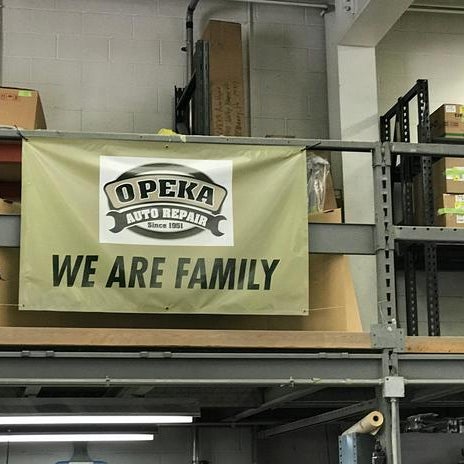 OPEKA
AUTO REPAIR
Since 1951
WE ARE FAMILY